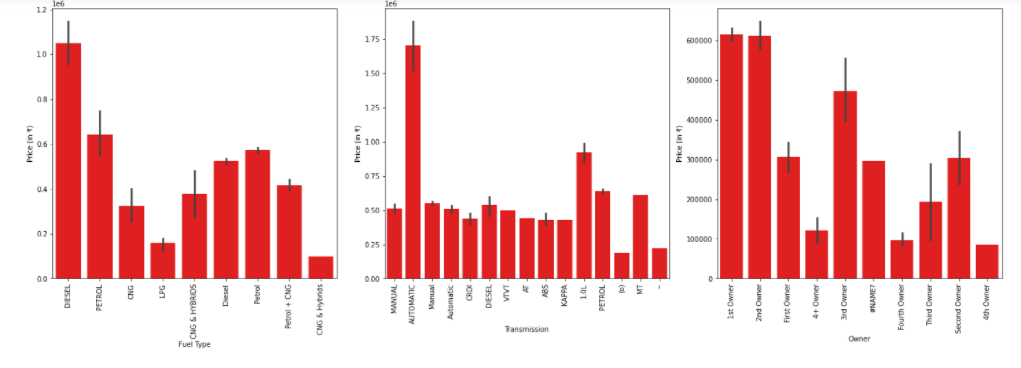 1e6
1.2
1.0
0.8
0.6
0.4
0.2
0.0
Price (in ₹)
DIESEL
PETROL
CNG
LPG
CNG & HYBRIDS
Diesel
Petrol
Petrol + CNG
CNG & Hybrids
Fuel Type
1e6
1.75
1.50
1.25
1.00
0.75
0.50
0.25
0.00
Price (in ₹)
MANUAL
AUTOMATIC
Manual
Automatic
CRDI
DIESEL
VTVT
AT
ABS
KAPPA
1.0L
PETROL
(o)
MT
Transmission
600000
500000
400000
300000
200000
100000
0
Price (in ₹)
1st Owner
2nd Owner
First Owner
4+ Owner
3rd Owner
#NAME?
Fourth Owner
Third Owner
Second Owner
4th Owner
Owner